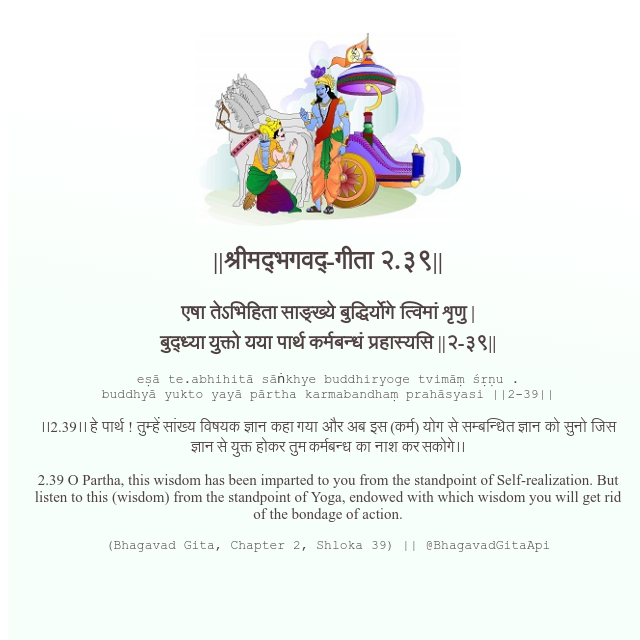 ||श्रीमद्‍भगवद्‍-गीता २.३९||
एषा तेऽभिहिता साङ्ख्ये बुद्धिर्योगे त्विमां श्रृणु |
बुद्ध्या युक्तो यया पार्थ कर्मबन्धं प्रहास्यसि ||२-३९||
eṣā te.abhihitā sāṅkhye buddhiryoge tvimāṃ śrṛṇu .
buddhyā yukto yayā pārtha karmabandhaṃ prahāsyasi ||2-39||
।।2.39।। हे पार्थ ! तुम्हें सांख्य विषयक ज्ञान कहा गया और अब इस (कर्म) योग से सम्बन्धित ज्ञान को सुनो जिस
ज्ञान से युक्त होकर तुम कर्मबन्ध का नाश कर सकोगे।।
2.39 O Partha, this wisdom has been imparted to you from the standpoint of Self-realization. But
listen to this (wisdom) from the standpoint of Yoga, endowed with which wisdom you will get rid
of the bondage of action.
(Bhagavad Gita, Chapter 2, Shloka 39) || @BhagavadGitaApi